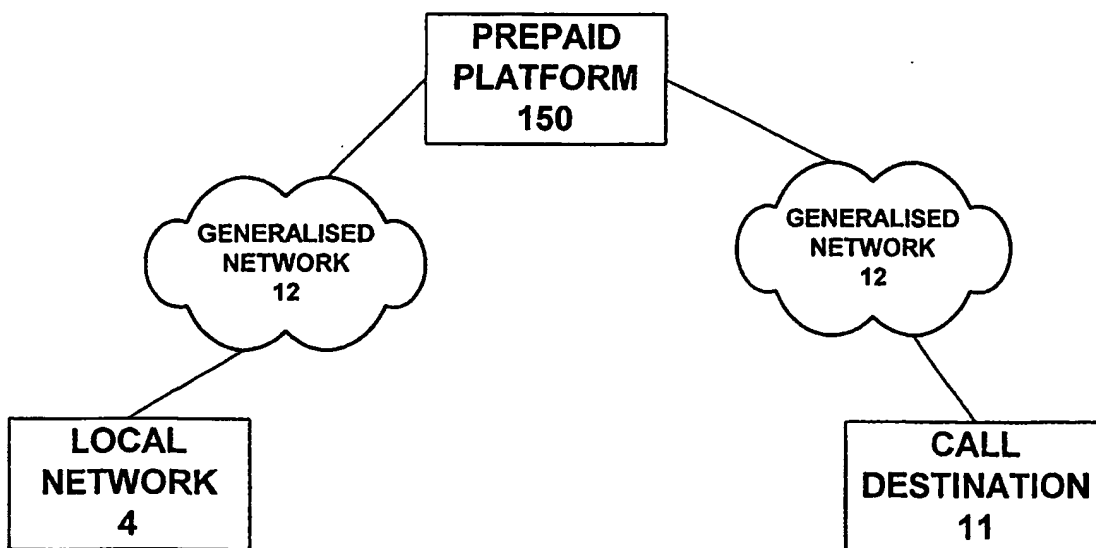 PREPAID
PLATFORM
150
GENERALISED
NETWORK
12
GENERALISED
NETWORK
12
LOCAL
NETWORK
4
CALL
DESTINATION
11